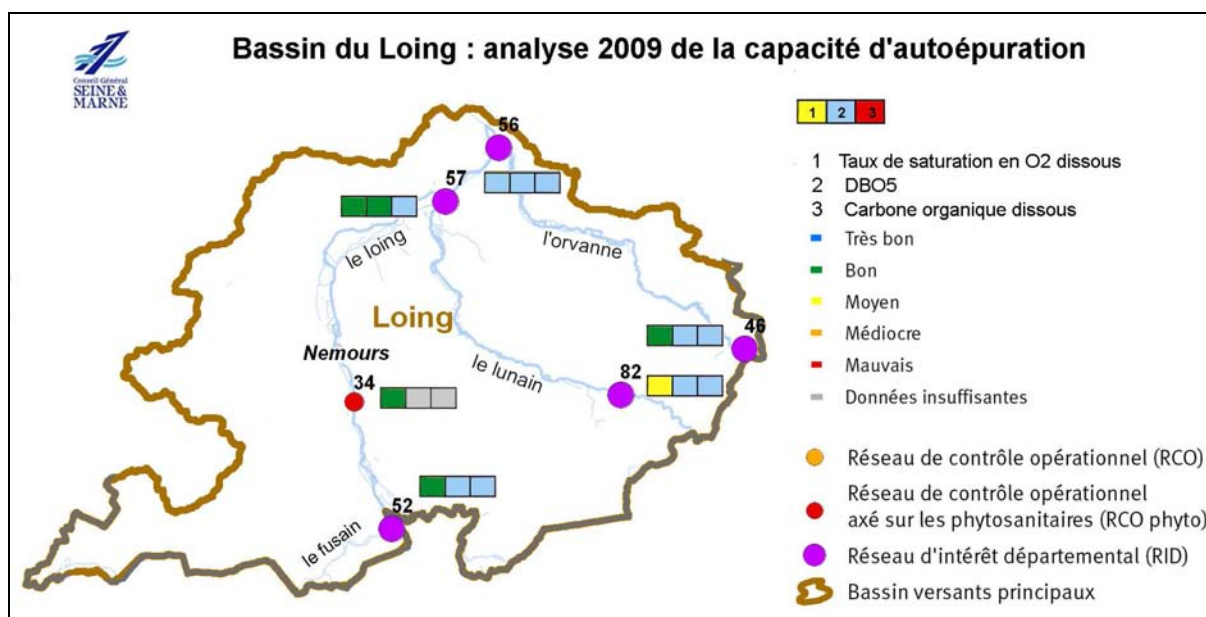 Conseil Général
SEINE &
MARNE
Bassin du Loing : analyse 2009 de la capacité d'autoépuration
1 2 3
1 Taux de saturation en O2 dissous
2 DBO5
3 Carbone organique dissous
Très bon
Bon
Moyen
Médiocre
Mauvais
Données insuffisantes
Réseau de contrôle opérationnel (RCO)
Réseau de contrôle opérationnel
axé sur les phytosanitaires (RCO phyto)
Réseau d'intérêt départemental (RID)
Bassin versants principaux
56
57
le loing
l'orvanne
Loing
46
Nemours
le lunain
82
34
52
le fusain